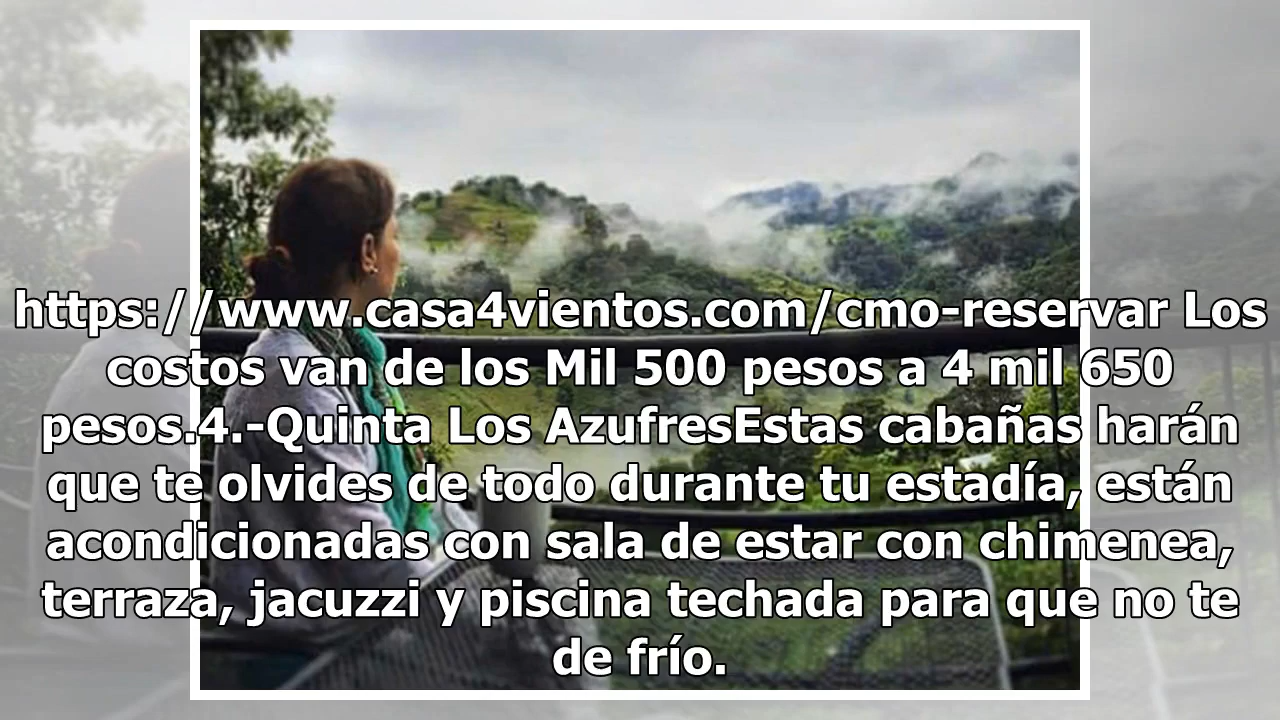 https://www.casa4vientos.com/cmo-reservar Los
costos van de los Mil 500 pesos a 4 mil 650
pesos.4.-Quinta Los AzufresEstas cabañas harán
que te olvides de todo durante tu estadía, están
acondicionadas con sala de estar con chimenea,
terraza, jacuzzi y piscina techada para que no te
de frío.